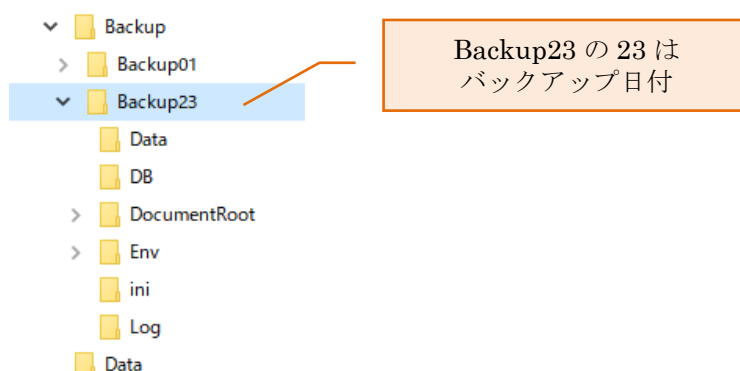 Backup
Backup01
Backup23
Data
DB
DocumentRoot
Env
ini
Log
Data
Backup23 の 23 は
バックアップ日付